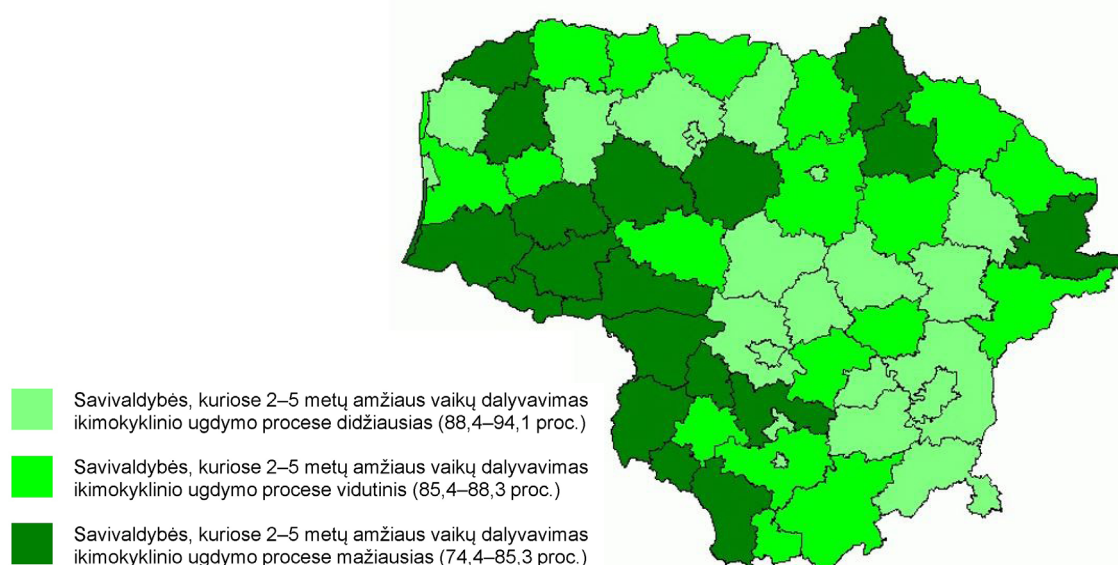 Savivaldybės, kuriose 2–5 metų amžiaus vaikų dalyvavimas
ikimokyklinio ugdymo procese didžiausias (88,4–94,1 proc.)
Savivaldybės, kuriose 2–5 metų amžiaus vaikų dalyvavimas
ikimokyklinio ugdymo procese vidutinis (85,4–88,3 proc.)
Savivaldybės, kuriose 2–5 metų amžiaus vaikų dalyvavimas
ikimokyklinio ugdymo procese mažiausias (74,4–85,3 proc.)